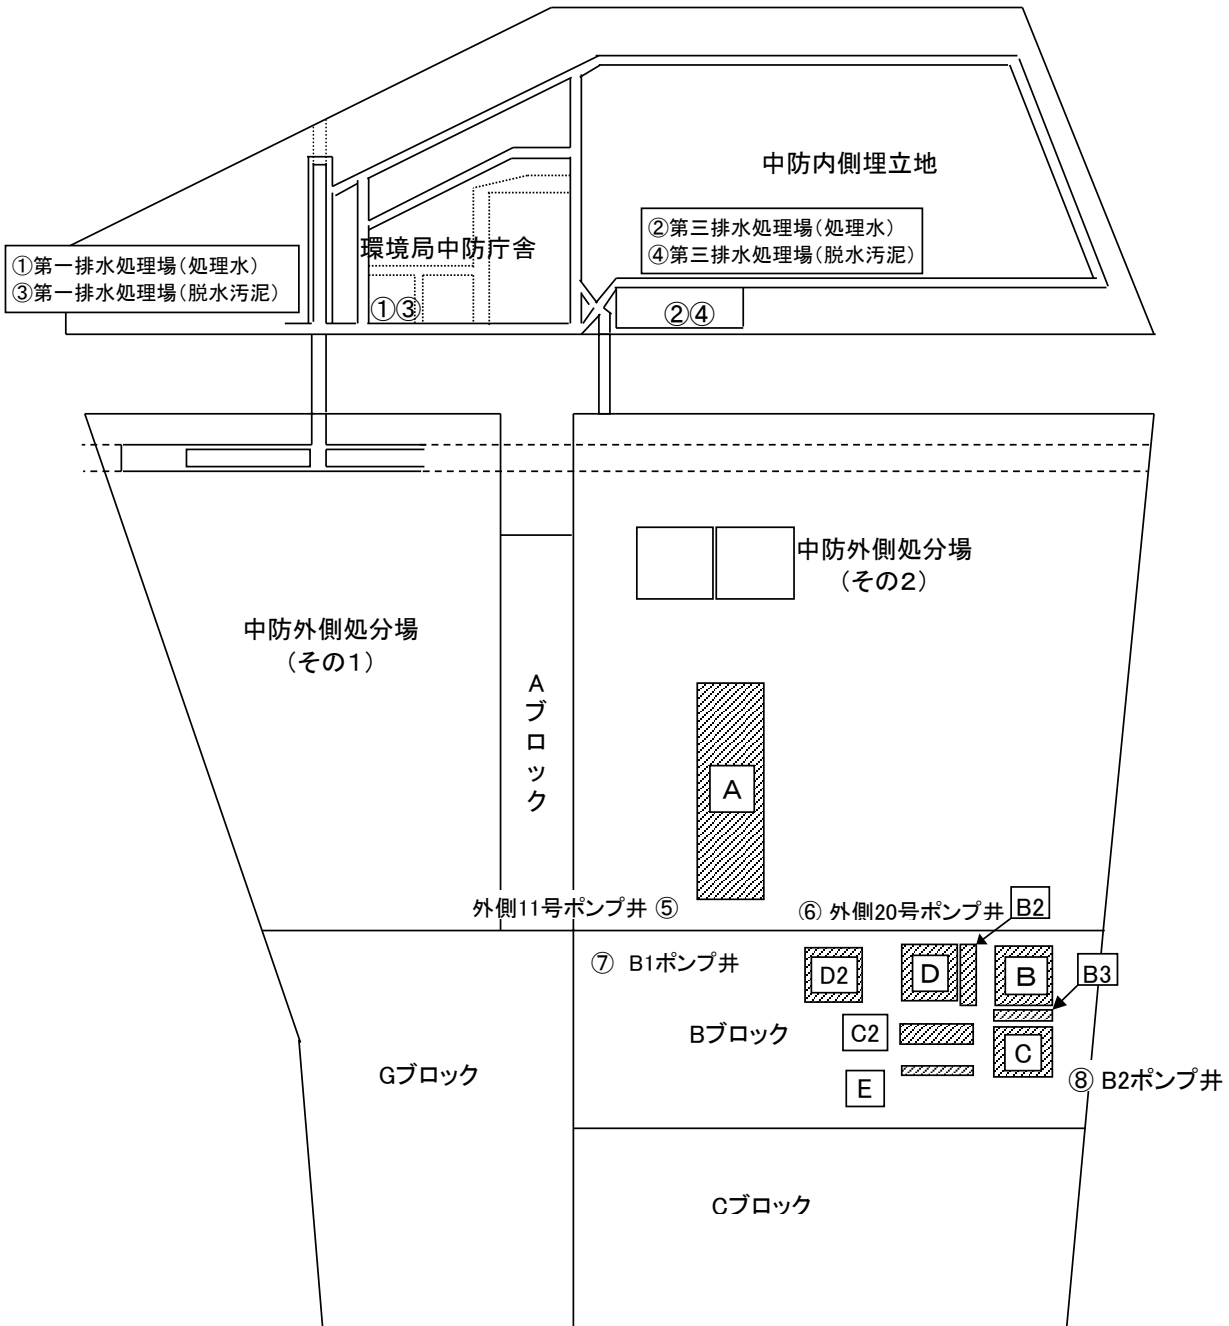 中防内側埋立地
②第三排水処理場(処理水)
④第三排水処理場(脱水汚泥)
環境局中防庁舎
①第一排水処理場(処理水)
③第一排水処理場(脱水汚泥)
①③
②④
中防外側処分場
(その2)
中防外側処分場
(その1)
Aブロック
A
外側11号ポンプ井 ⑤
⑥ 外側20号ポンプ井
B2
⑦ B1ポンプ井
D2
D
B
B3
Bブロック
C2
C
Gブロック
E
⑧ B2ポンプ井
Cブロック